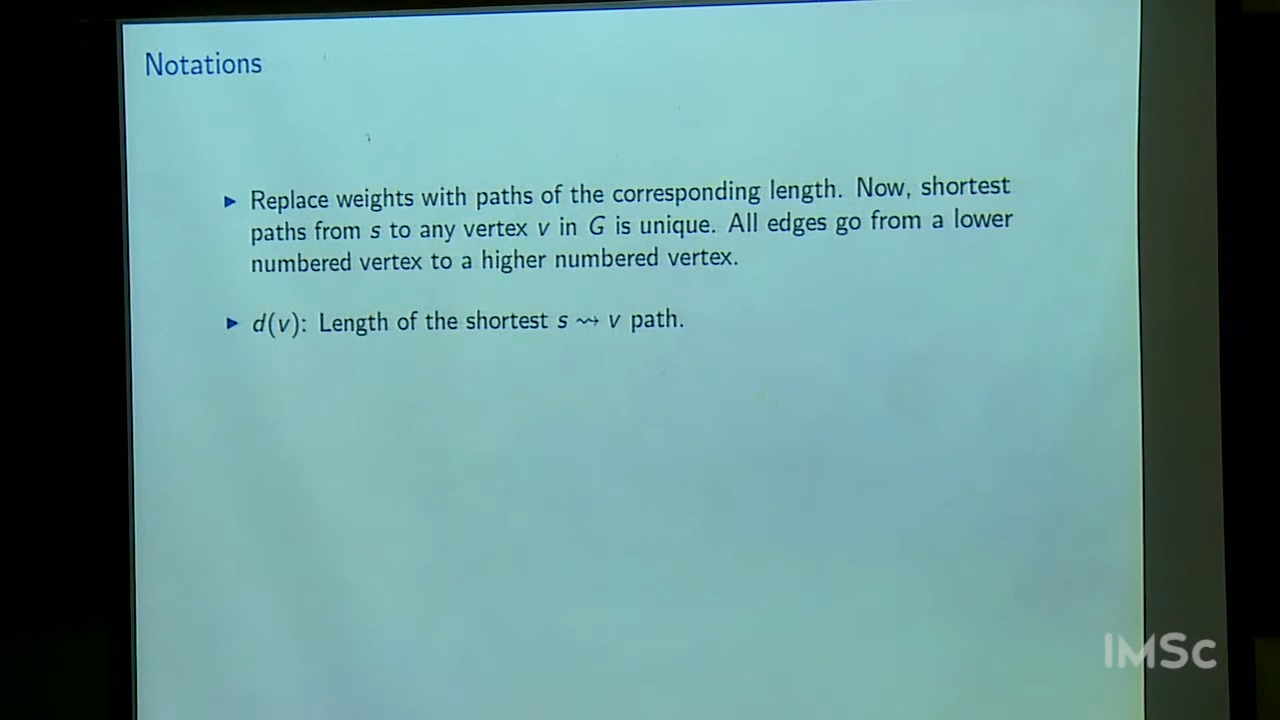 Notations
▶ Replace weights with paths of the corresponding length. Now, shortest
paths from s to any vertex v in G is unique. All edges go from a lower
numbered vertex to a higher numbered vertex.
▶ d(v): Length of the shortest s ⇝ v path.
IMSc